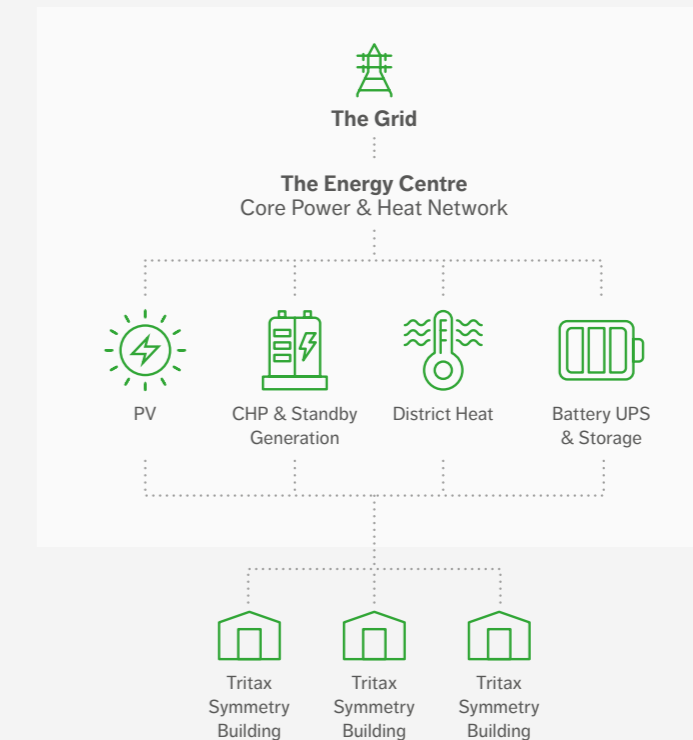 The Grid
The Energy Centre
Core Power & Heat Network
PV
CHP & Standby
Generation
District Heat
Battery UPS
& Storage
Tritax
Symmetry
Building
Tritax
Symmetry
Building
Tritax
Symmetry
Building